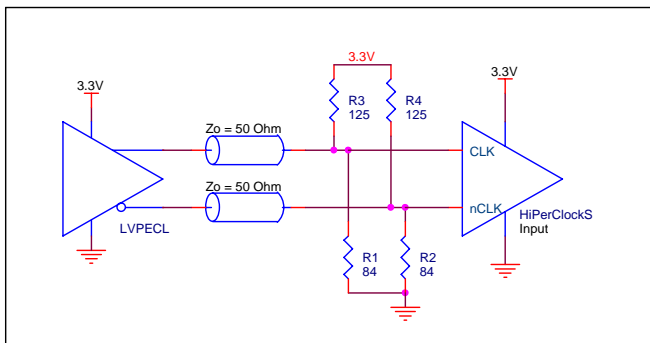 3.3V
3.3V
3.3V
R3
125
R4
125
Zo = 50 Ohm
CLK
Zo = 50 Ohm
nCLK
LVPECL
HiPerClockS
Input
R1
84
R2
84